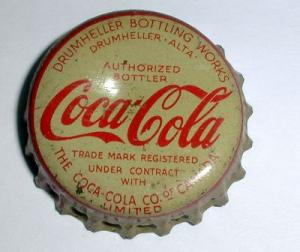 DRUMHELLER BOTTLING WORKS
DRUMHELLER - ALTA.
AUTHORIZED
BOTTLER
Coca-Cola
TRADE MARK REGISTERED
UNDER CONTRACT
WITH
THE COCA-COLA CO. OF CANADA
LIMITED